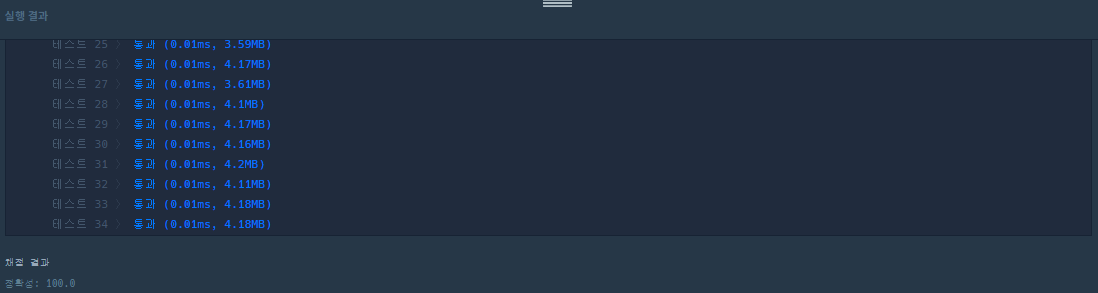 실행 결과
테스트 25 〉 통과 (0.01ms, 3.59MB)
테스트 26 〉 통과 (0.01ms, 4.17MB)
테스트 27 〉 통과 (0.01ms, 3.61MB)
테스트 28 〉 통과 (0.01ms, 4.1MB)
테스트 29 〉 통과 (0.01ms, 4.17MB)
테스트 30 〉 통과 (0.01ms, 4.16MB)
테스트 31 〉 통과 (0.01ms, 4.2MB)
테스트 32 〉 통과 (0.01ms, 4.11MB)
테스트 33 〉 통과 (0.01ms, 4.18MB)
테스트 34 〉 통과 (0.01ms, 4.18MB)
채점 결과
정확성: 100.0